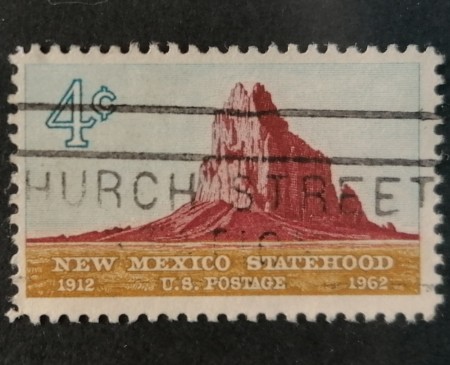 4¢
HURCH STREET
NEW MEXICO STATEHOOD
1912 U.S. POSTAGE 1962